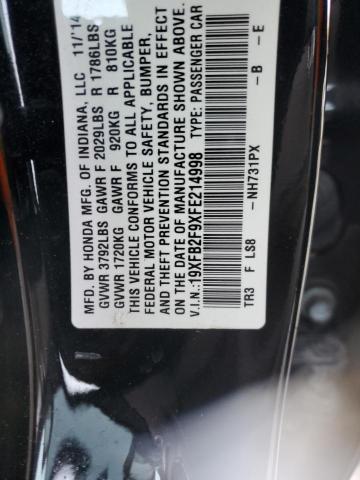 MFD. BY HONDA MFG. OF INDIANA, LLC 11/'14
GVWR 3792LBS GAWR F 2029LBS R 1786LBS
GVWR 1720KG GAWR F 920KG R 810KG
THIS VEHICLE CONFORMS TO ALL APPLICABLE
FEDERAL MOTOR VEHICLE SAFETY, BUMPER,
AND THEFT PREVENTION STANDARDS IN EFFECT
ON THE DATE OF MANUFACTURE SHOWN ABOVE.
V.I.N.:19XFB2F9XFE214998 TYPE: PASSENGER CAR
-NH731PX -B -E
TR3 F LS8